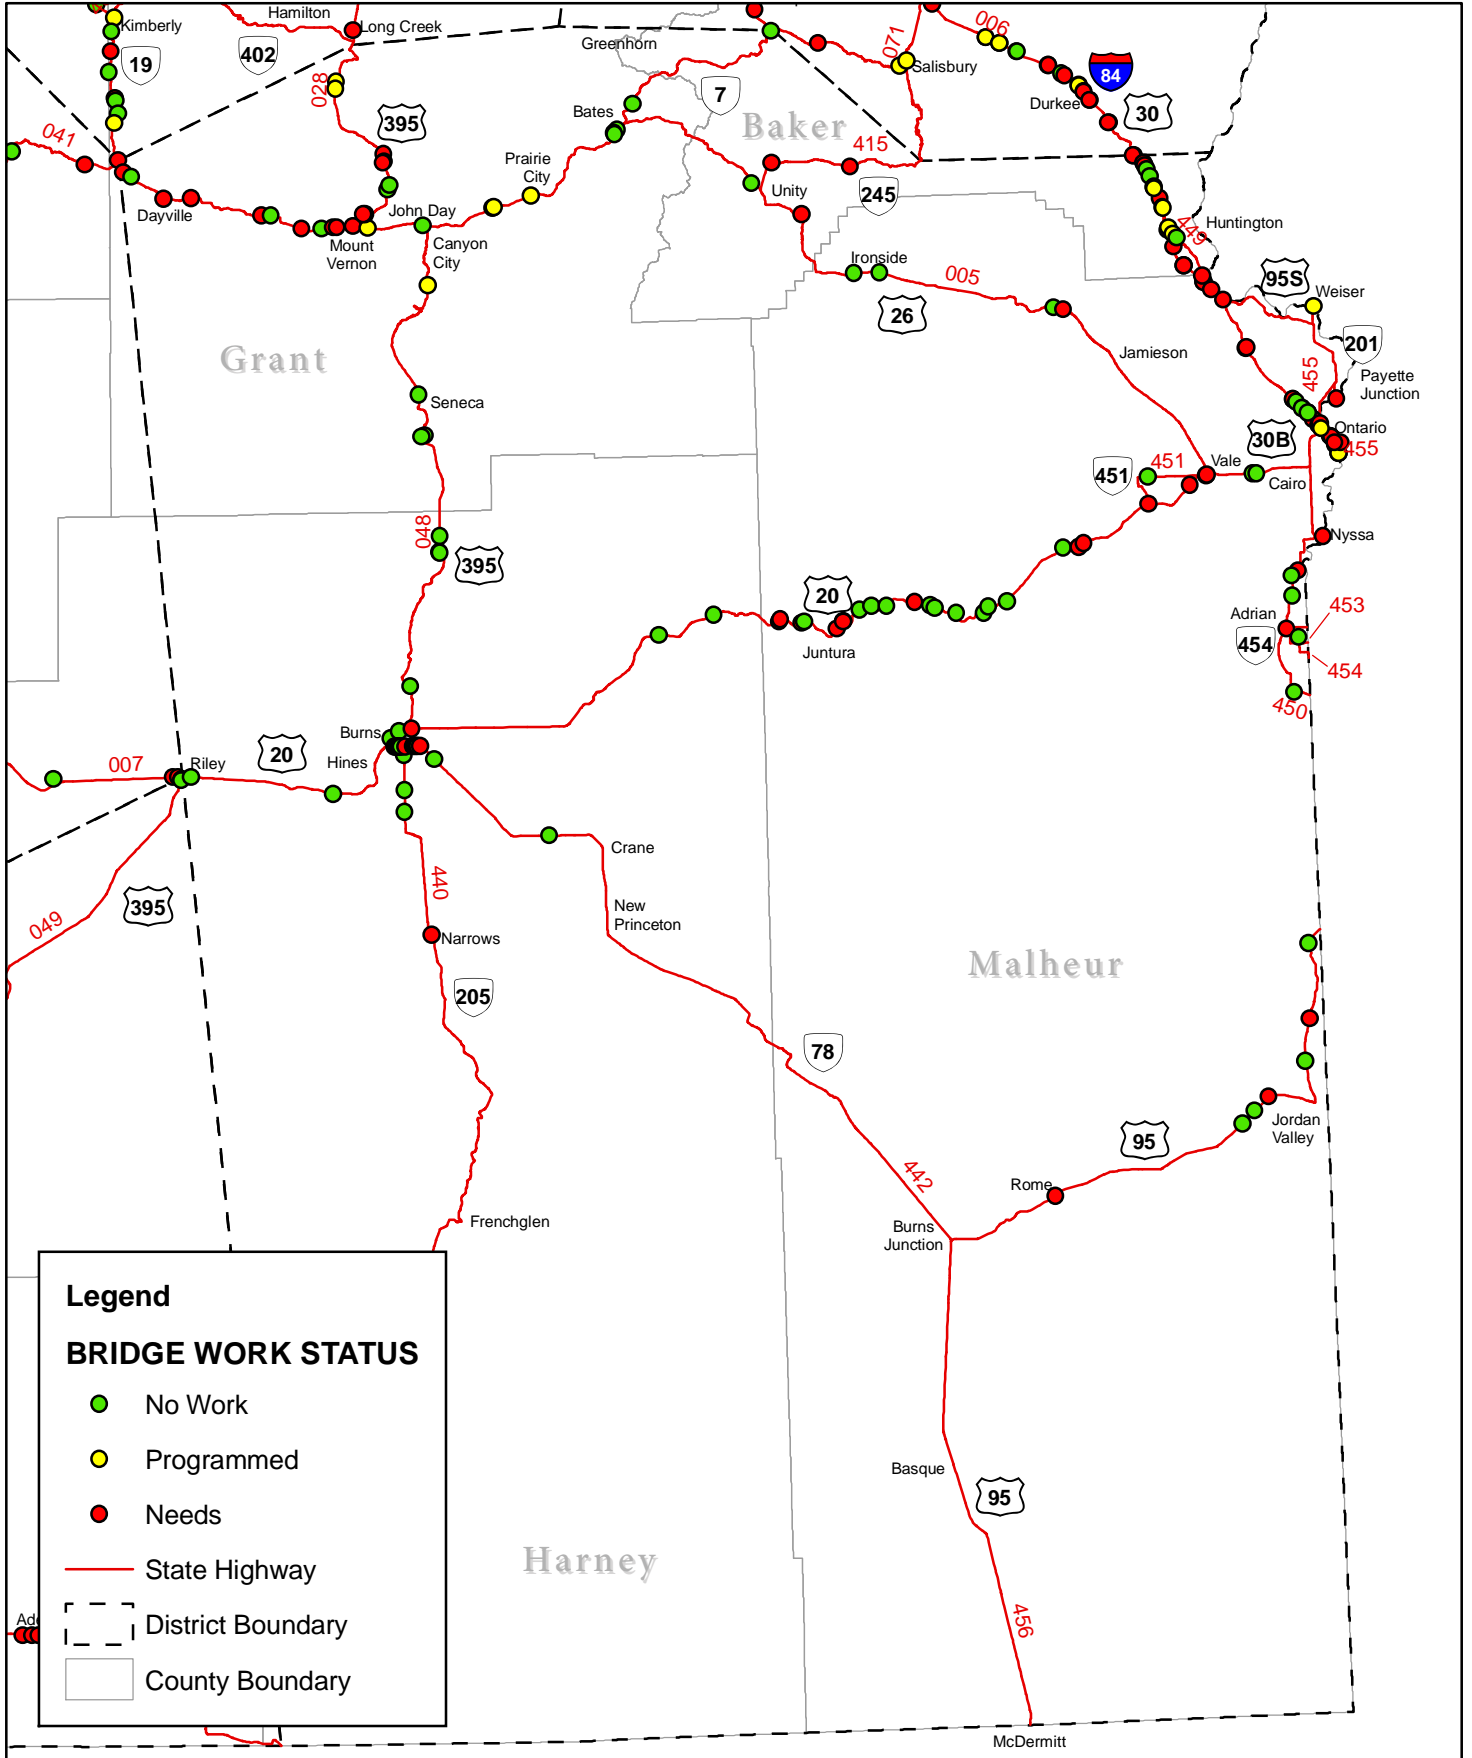 Kimberly
Hamilton
Long Creek
402
19
028
395
041
Greenhorn
Bates
7
Baker
071
Salisbury
006
84
Durkee
30
Prairie
City
415
Unity
245
Dayville
Mount
Vernon
John Day
Canyon
City
Huntington
449
Ironside
005
26
95S
Weiser
201
Payette
Junction
Jamieson
455
Grant
Seneca
30B
Ontario
455
451
451
Vale
Cairo
048
395
Nyssa
20
Juntura
453
Adrian
454
454
450
Burns
Hines
20
007
Riley
395
049
440
Crane
New
Princeton
Narrows
205
Malheur
78
95
Jordan
Valley
442
Rome
Burns
Junction
Frenchglen
Basque
95
Harney
456
McDermitt
Legend
BRIDGE WORK STATUS
No Work
Programmed
Needs
State Highway
District Boundary
County Boundary